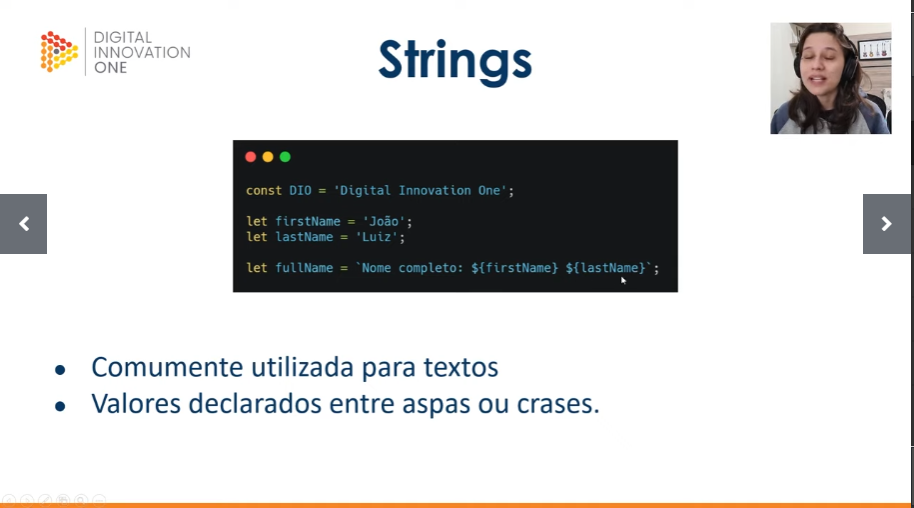 DIGITAL
INNOVATION
ONE
Strings
const DIO = 'Digital Innovation One';
let firstName = 'João';
let lastName = 'Luiz';
let fullName = `Nome completo: ${firstName} ${lastName}`;
● Comumente utilizada para textos
● Valores declarados entre aspas ou crases.